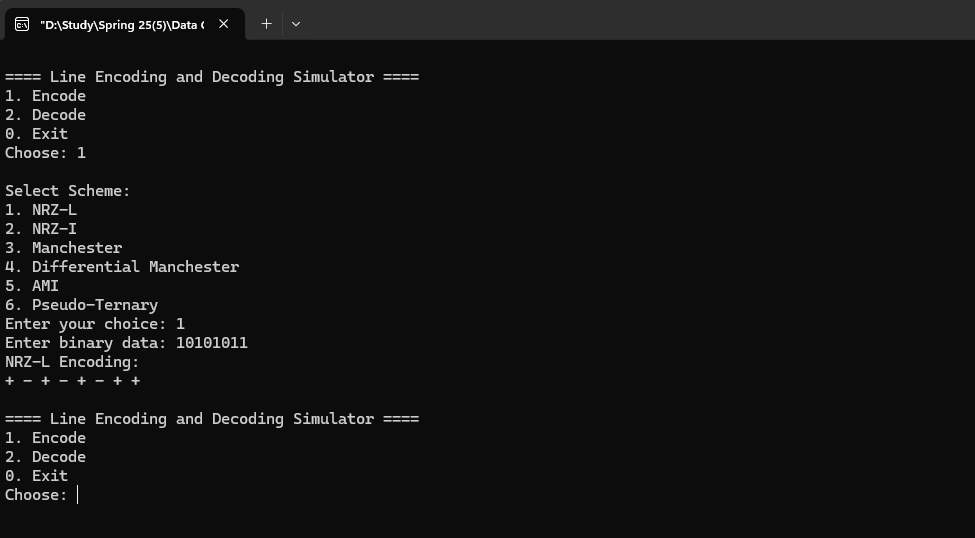 "D:\Study\Spring 25(5)\Data
==== Line Encoding and Decoding Simulator ====
1. Encode
2. Decode
0. Exit
Choose: 1
Select Scheme:
1. NRZ-L
2. NRZ-I
3. Manchester
4. Differential Manchester
5. AMI
6. Pseudo-Ternary
Enter your choice: 1
Enter binary data: 10101011
NRZ-L Encoding:
+ - + - + - + +
==== Line Encoding and Decoding Simulator ====
1. Encode
2. Decode
0. Exit
Choose: